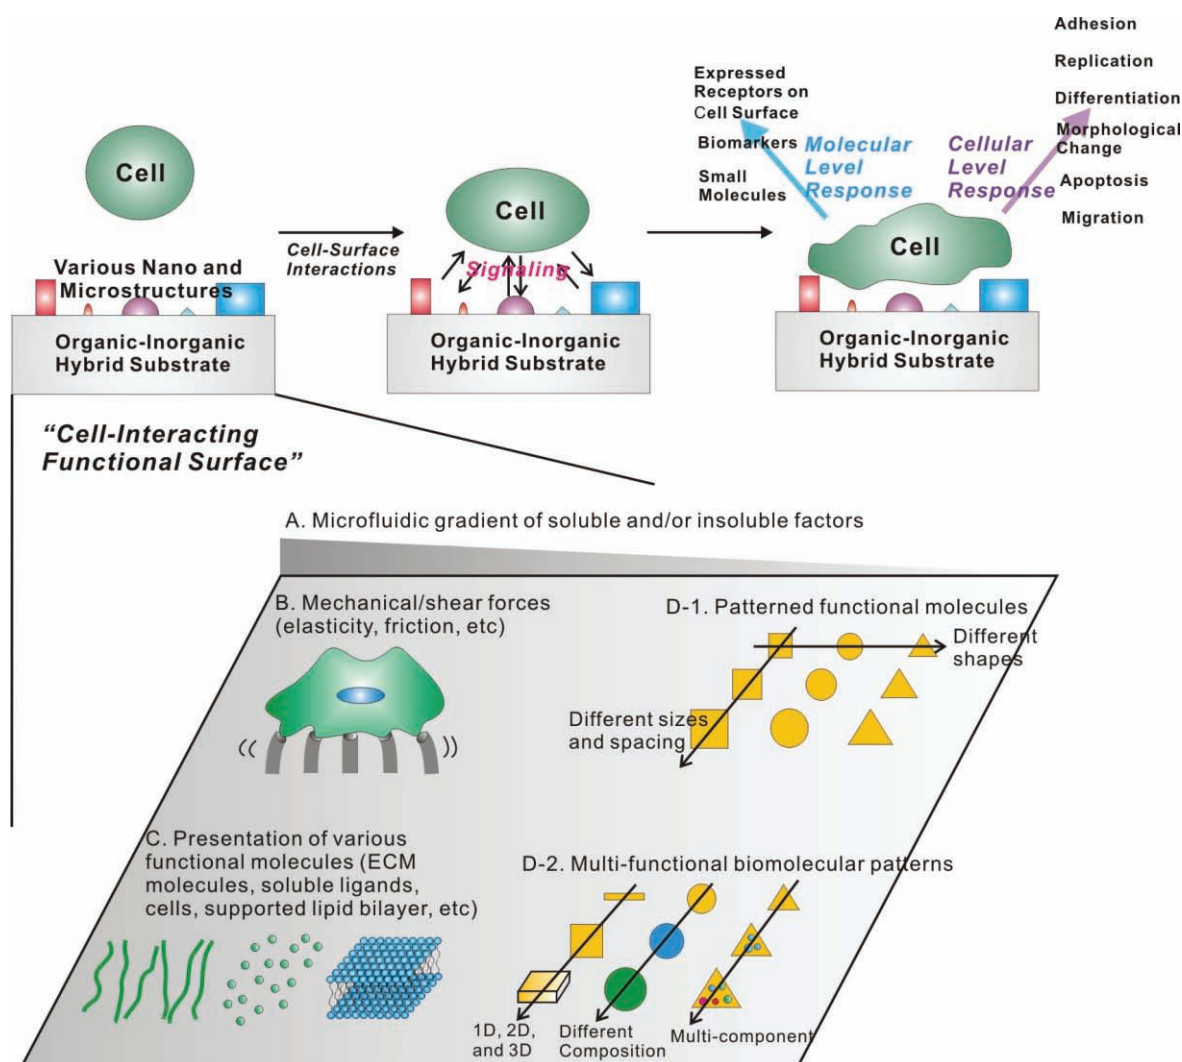 Adhesion
Replication
Differentiation
Morphological
Change
Apoptosis
Migration
Expressed
Receptors on
Cell Surface
Biomarkers
Small
Molecules
Molecular
Level
Response
Cellular
Level
Response
Cell
Various Nano and
Microstructures
Organic-Inorganic
Hybrid Substrate
Cell-Surface
Interactions
Cell
Signaling
Organic-Inorganic
Hybrid Substrate
Cell
Organic-Inorganic
Hybrid Substrate
“Cell-Interacting
Functional Surface”
A. Microfluidic gradient of soluble and/or insoluble factors
B. Mechanical/shear forces
(elasticity, friction, etc)
D-1. Patterned functional molecules
Different
shapes
Different sizes
and spacing
C. Presentation of various
functional molecules (ECM
molecules, soluble ligands,
cells, supported lipid bilayer, etc)
D-2. Multi-functional biomolecular patterns
1D, 2D,
and 3D
Different
Composition
Multi-component